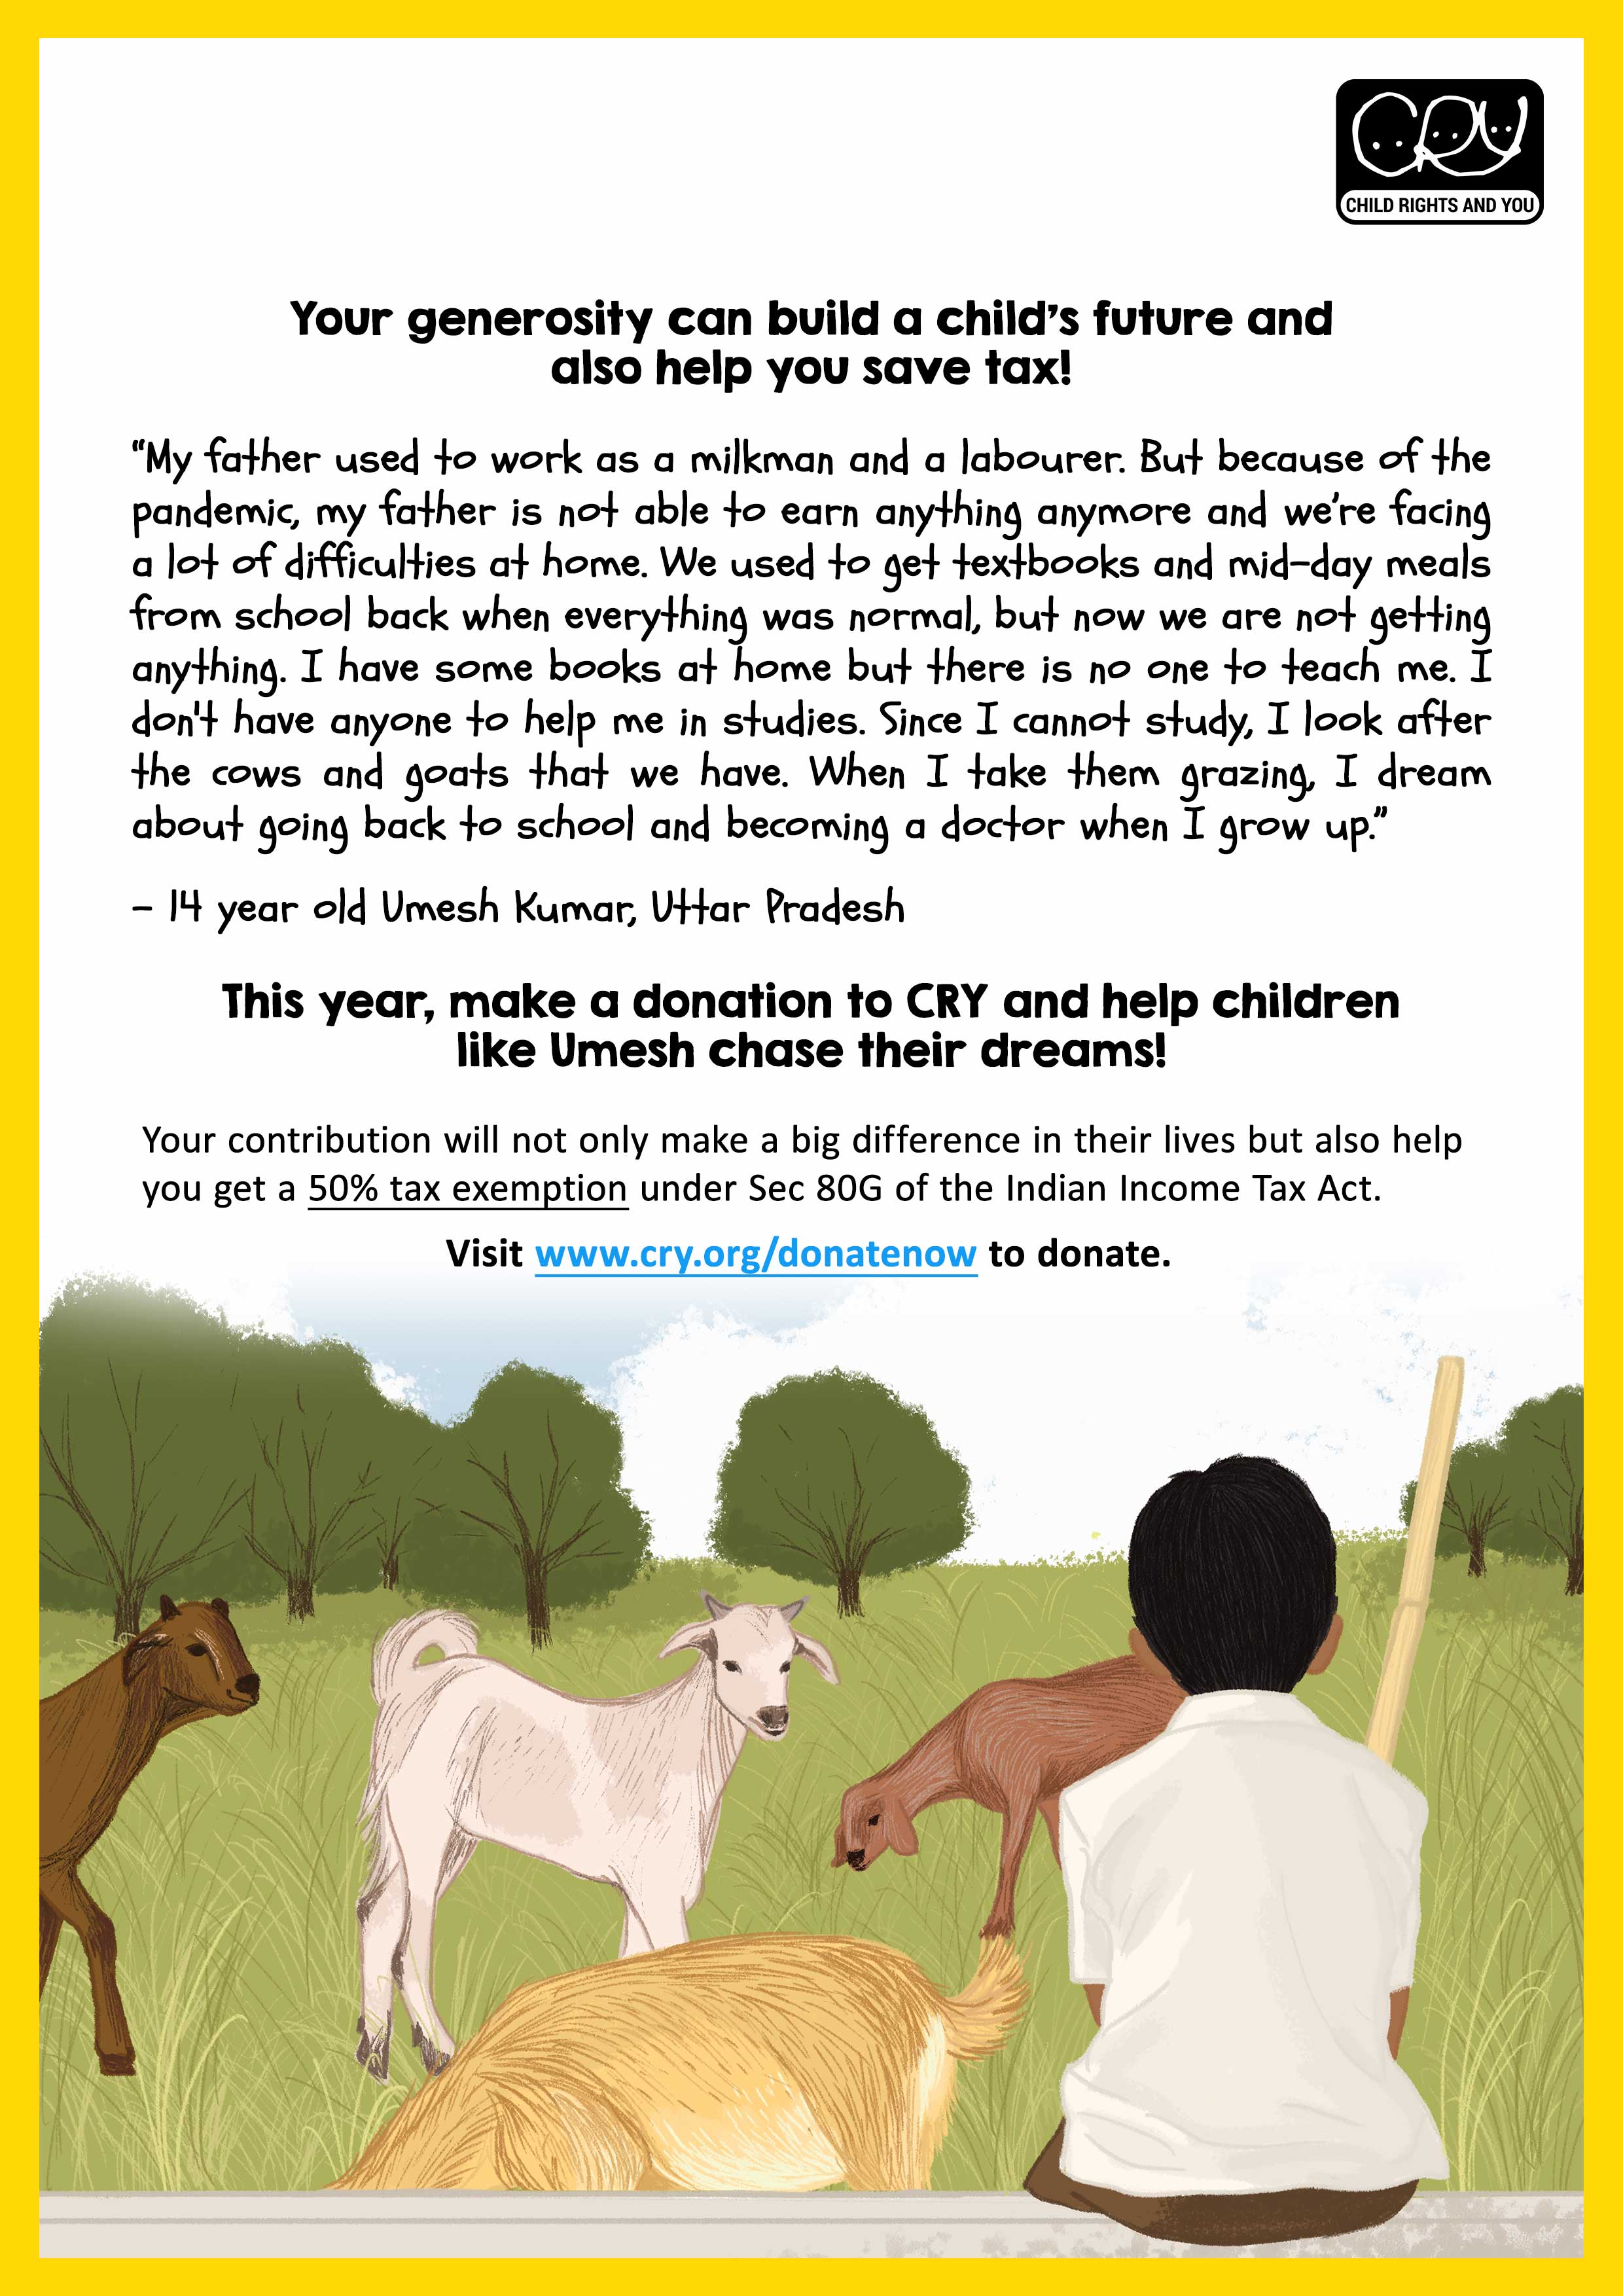 CRY
CHILD RIGHTS AND YOU
Your generosity can build a child's future and
also help you save tax!
"My father used to work as a milkman and a labourer. But because of the
pandemic, my father is not able to earn anything anymore and we're facing
a lot of difficulties at home. We used to get textbooks and mid-day meals
from school back when everything was normal, but now we are not getting
anything. I have some books at home but there is no one to teach me. I
don't have anyone to help me in studies. Since I cannot study, I look after
the cows and goats that we have. When I take them grazing, I dream
about going back to school and becoming a doctor when I grow up."
– 14 year old Umesh Kumar, Uttar Pradesh
This year, make a donation to CRY and help children
like Umesh chase their dreams!
Your contribution will not only make a big difference in their lives but also help
you get a 50% tax exemption under Sec 80G of the Indian Income Tax Act.
Visit www.cry.org/donatenow to donate.